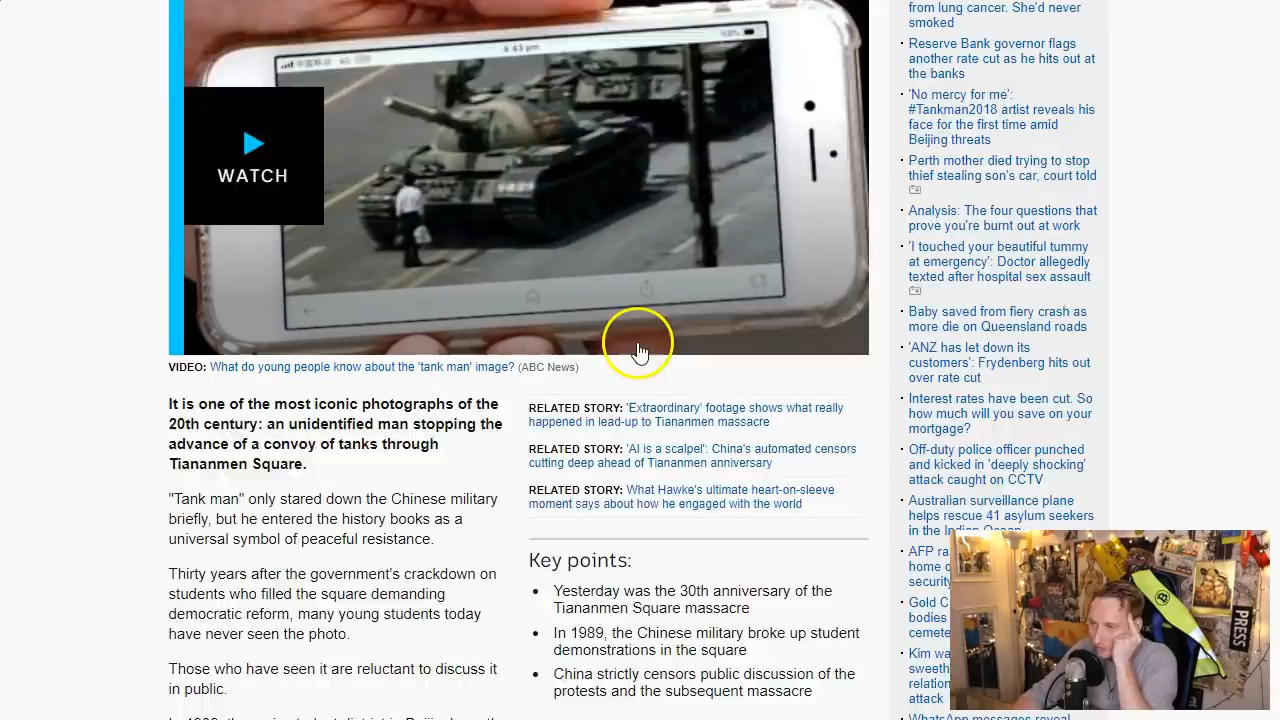 4:43 pm
WATCH
VIDEO: What do young people know about the 'tank man' image? (ABC News)
It is one of the most iconic photographs of the
20th century: an unidentified man stopping the
advance of a convoy of tanks through
Tiananmen Square.
"Tank man" only stared down the Chinese military
briefly, but he entered the history books as a
universal symbol of peaceful resistance.
Thirty years after the government's crackdown on
students who filled the square demanding
democratic reform, many young students today
have never seen the photo.
Those who have seen it are reluctant to discuss it
in public.
RELATED STORY: 'Extraordinary' footage shows what really
happened in lead-up to Tiananmen massacre
RELATED STORY: 'AI is a scalpel': China's automated censors
cutting deep ahead of Tiananmen anniversary
RELATED STORY: What Hawke's ultimate heart-on-sleeve
moment says about how he engaged with the world
Key points:
• Yesterday was the 30th anniversary of the
Tiananmen Square massacre
• In 1989, the Chinese military broke up student
demonstrations in the square
• China strictly censors public discussion of the
protests and the subsequent massacre
from lung cancer. She'd never
smoked
Reserve Bank governor flags
another rate cut as he hits out at
the banks
'No mercy for me':
#Tankman2018 artist reveals his
face for the first time amid
Beijing threats
Perth mother died trying to stop
thief stealing son's car, court told
Analysis: The four questions that
prove you're burnt out at work
'I touched your beautiful tummy
at emergency': Doctor allegedly
texted after hospital sex assault
Baby saved from fiery crash as
more die on Queensland roads
'ANZ has let down its
customers': Frydenberg hits out
over rate cut
Interest rates have been cut. So
how much will you save on your
mortgage?
Off-duty police officer punched
and kicked in 'deeply shocking'
attack caught on CCTV
Australian surveillance plane
helps rescue 41 asylum seekers
in the Indian Ocean
AFP
home
Gold
bodies
Kim
attack
WhatsApp messages reveal
PRESS